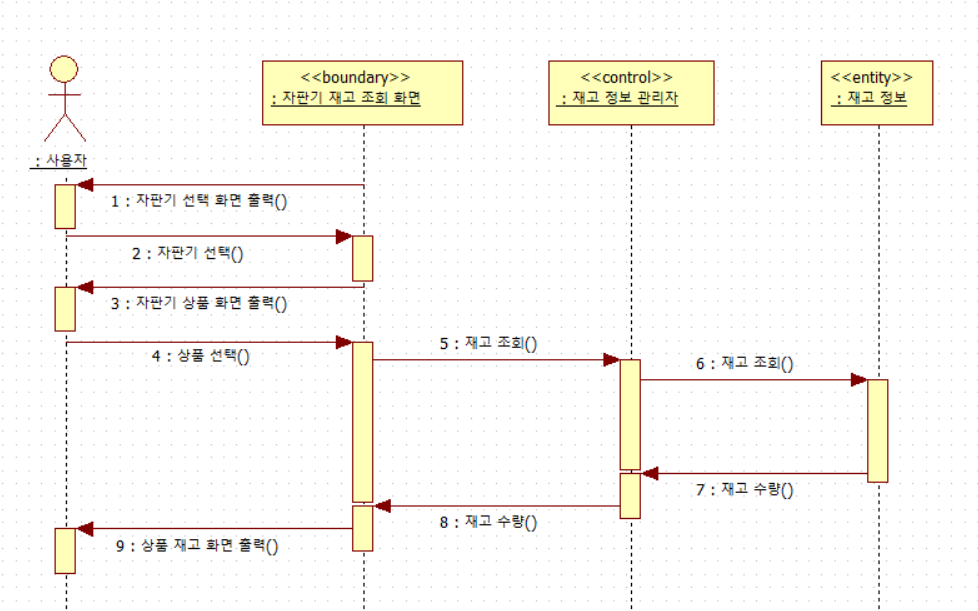 <<boundary>>
: 자판기 재고 조회 화면
<<control>>
: 재고 정보 관리자
<<entity>>
: 재고 정보
: 사용자
1 : 자판기 선택 화면 출력()
2 : 자판기 선택()
3 : 자판기 상품 화면 출력()
4 : 상품 선택()
5 : 재고 조회()
6 : 재고 조회()
7 : 재고 수량()
8 : 재고 수량()
9 : 상품 재고 화면 출력()